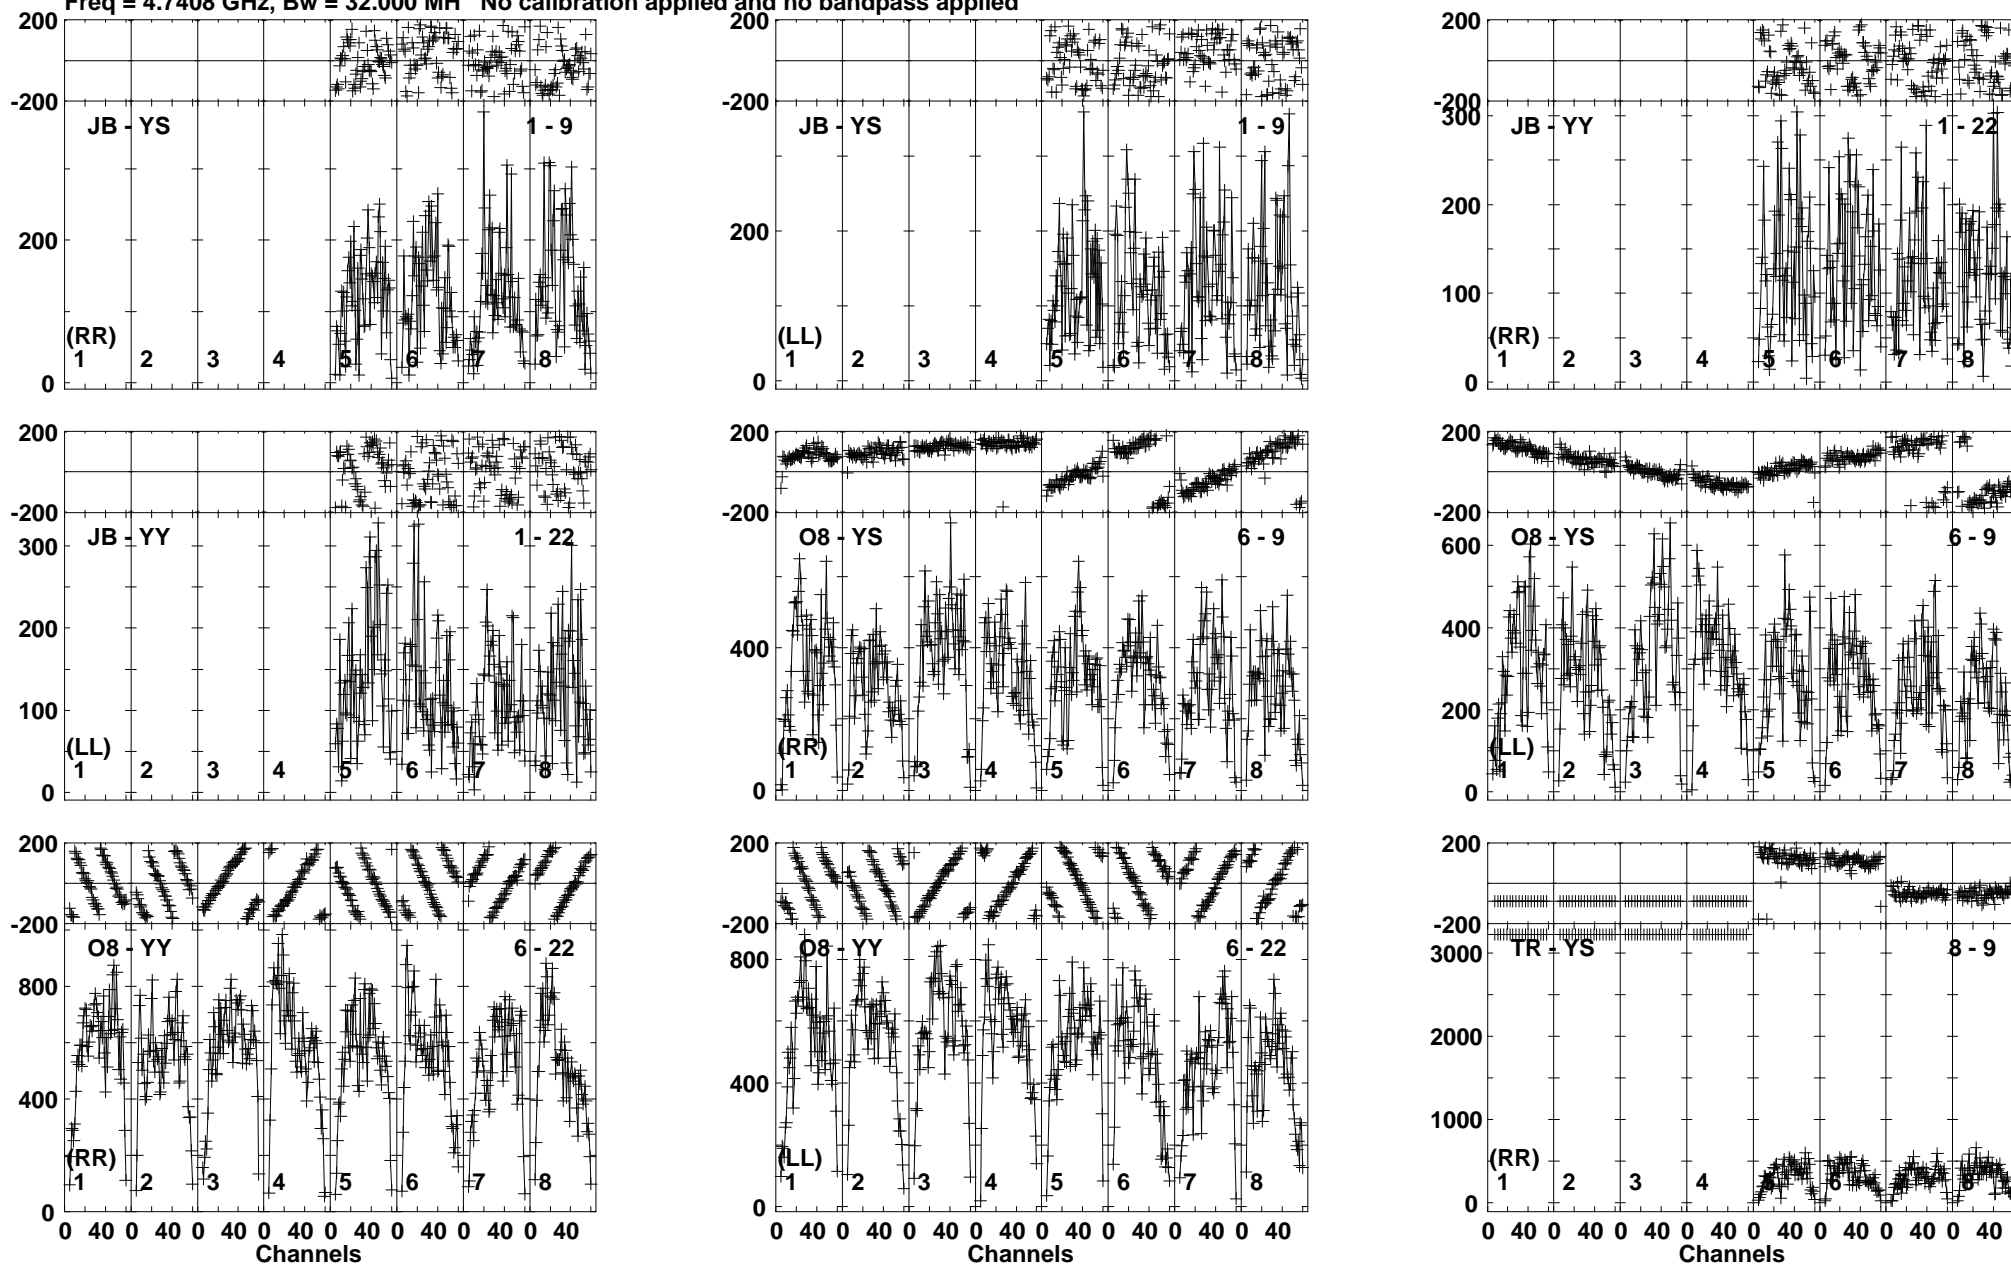 Freq = 4.7408 GHz, Bw = 32.000 MH No calibration applied and no bandpass applied
200
-200
JB - YS 1 - 9
200
(RR)
1 2 3 4 5 6 7 8
0
200
-200
JB - YS 1 - 9
200
(LL)
1 2 3 4 5 6 7 8
0
200
-200
300
JB - YY 1 - 22
200
100
(RR)
1 2 3 4 5 6 7 8
0
200
-200
JB - YY 1 - 22
300
200
100
(LL)
1 2 3 4 5 6 7 8
0
200
-200
O8 - YS 6 - 9
400
(RR)
1 2 3 4 5 6 7 8
0
200
-200
O8 - YS 6 - 9
600
400
200
(LL)
1 2 3 4 5 6 7 8
0
200
-200
O8 - YY 6 - 22
800
400
(RR)
1 2 3 4 5 6 7 8
0
0 40 0 40 0 40 0 40 0 40 0 40 0 40 0 40
Channels
200
-200
O8 - YY 6 - 22
800
400
(LL)
1 2 3 4 5 6 7 8
0
0 40 0 40 0 40 0 40 0 40 0 40 0 40 0 40
Channels
200
-200
TR - YS 8 - 9
3000
2000
1000
(RR)
1 2 3 4 5 6 7 8
0
0 40 0 40 0 40 0 40 0 40 0 40 0 40 0 40
Channels